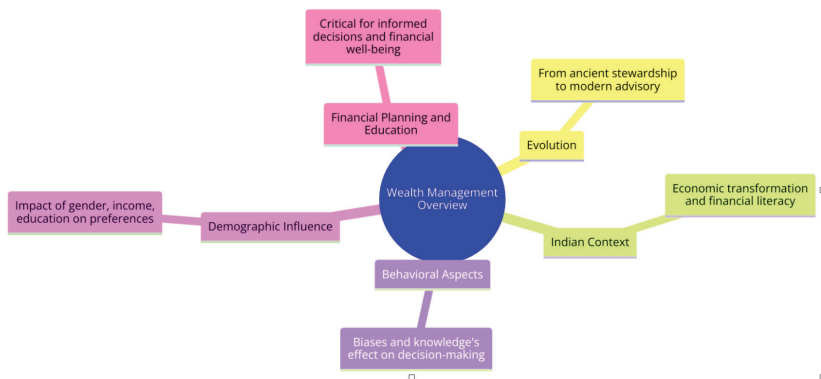 Critical for informed
decisions and financial
well-being
Financial Planning and
Education
From ancient stewardship
to modern advisory
Evolution
Wealth Management
Overview
Economic transformation
and financial literacy
Indian Context
Impact of gender, income,
education on preferences
Demographic Influence
Behavioral Aspects
Biases and knowledge's
effect on decision-making